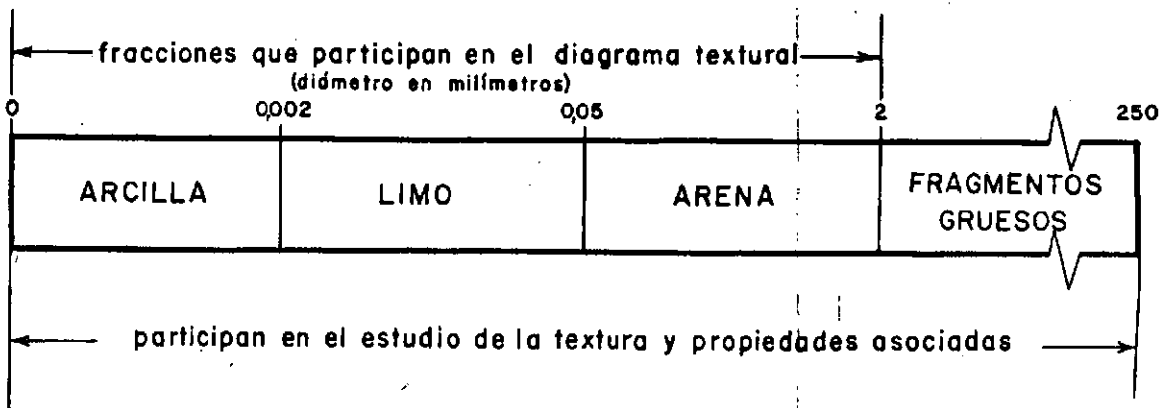 fracciones que participan en el diagrama textural
(diámetro en milímetros)
0 0,002 0,05 2 250
ARCILLA LIMO ARENA FRAGMENTOS GRUESOS
participan en el estudio de la textura y propiedades asociadas